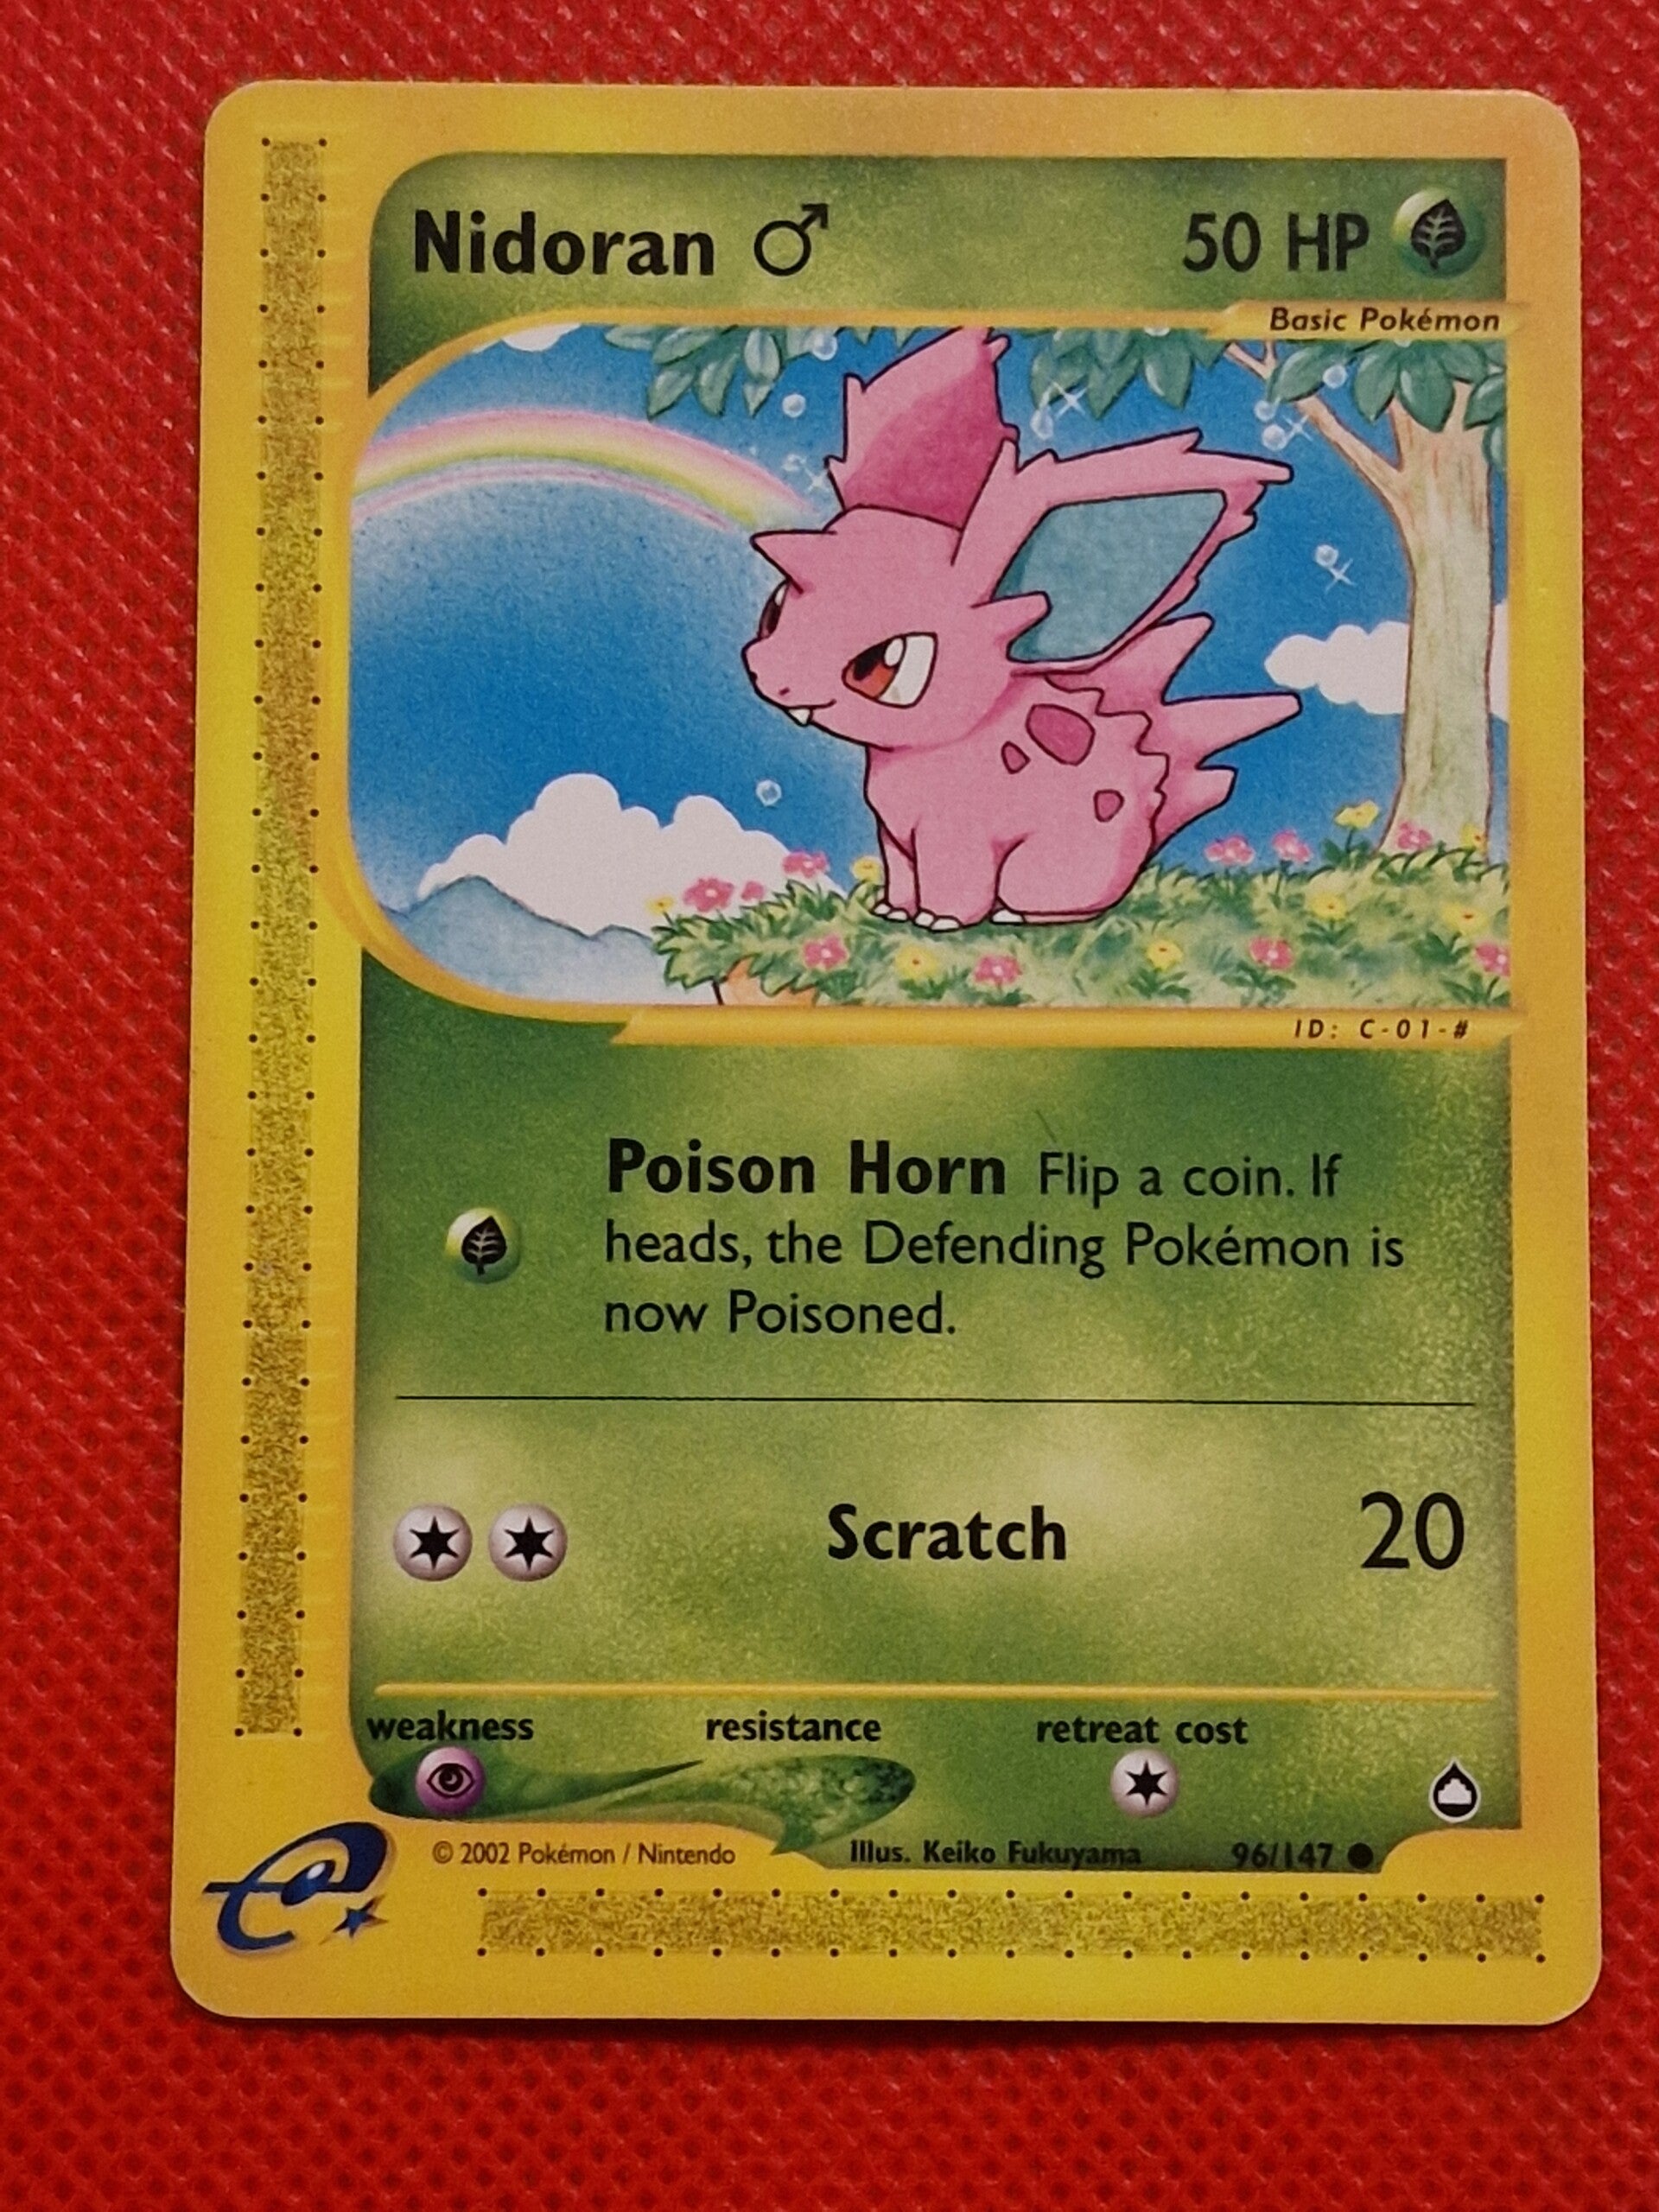 Nidoran ♂ 50 HP
Basic Pokémon
ID: C-01-#
Poison Horn Flip a coin. If
heads, the Defending Pokémon is
now Poisoned.
Scratch 20
weakness resistance retreat cost
© 2002 Pokémon / Nintendo Illus. Keiko Fukuyama 96/147 ●
e